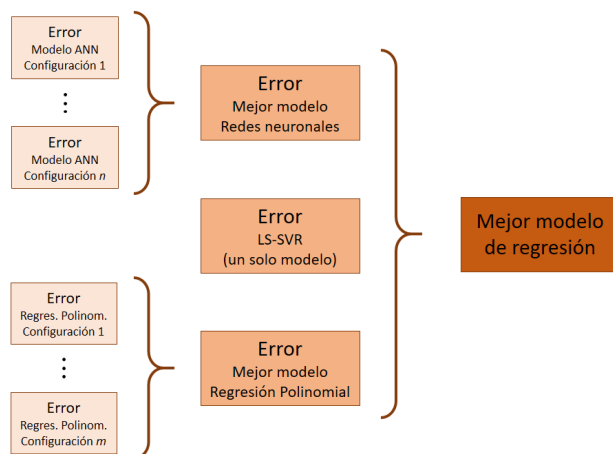 Error
Modelo ANN
Configuración 1
⋮
Error
Modelo ANN
Configuración n
Error
Regres. Polinom.
Configuración 1
⋮
Error
Regres. Polinom.
Configuración m
Error
Mejor modelo
Redes neuronales
Error
LS-SVR
(un solo modelo)
Error
Mejor modelo
Regresión Polinomial
Mejor modelo
de regresión